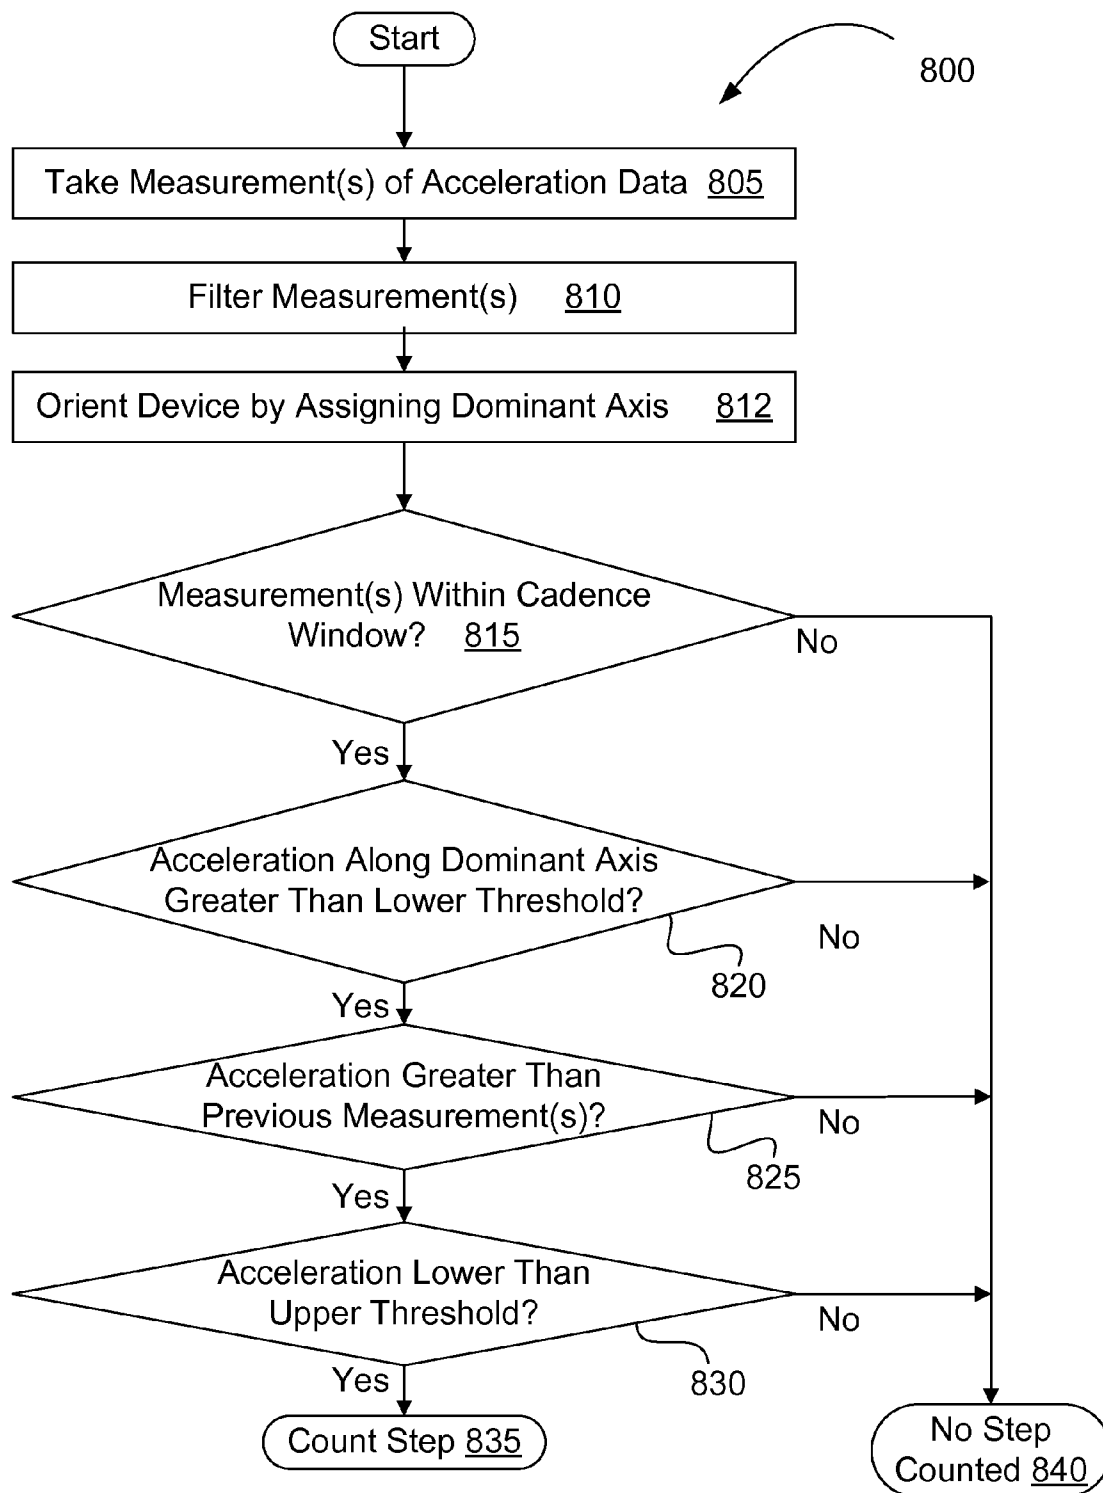 Start
800
Take Measurement(s) of Acceleration Data 805
Filter Measurement(s) 810
Orient Device by Assigning Dominant Axis 812
Measurement(s) Within Cadence
Window? 815
No
Yes
Acceleration Along Dominant Axis
Greater Than Lower Threshold?
No
820
Yes
Acceleration Greater Than
Previous Measurement(s)?
No
825
Yes
Acceleration Lower Than
Upper Threshold?
No
830
Yes
Count Step 835
No Step
Counted 840